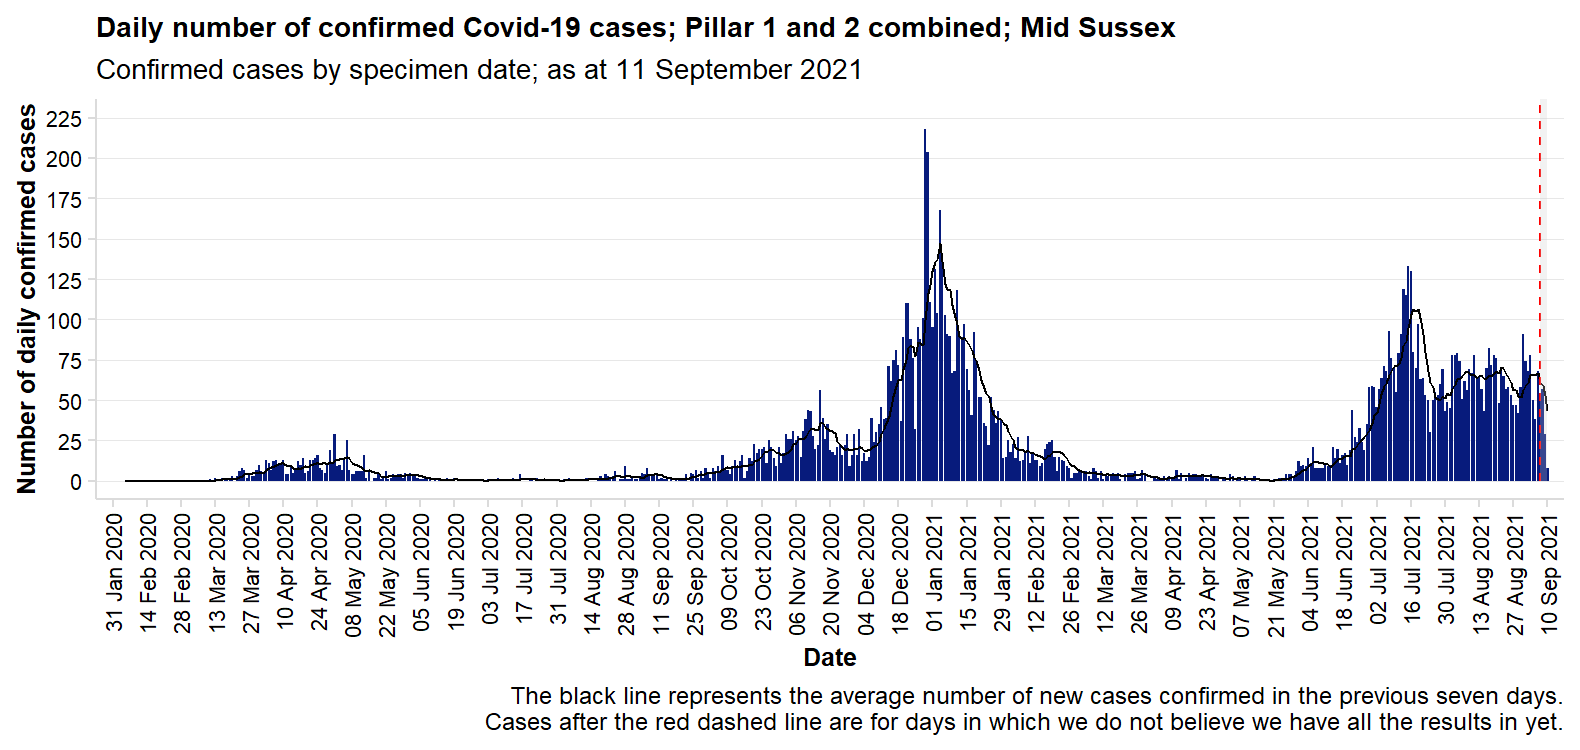 Daily number of confirmed Covid-19 cases; Pillar 1 and 2 combined; Mid Sussex
Confirmed cases by specimen date; as at 11 September 2021
Number of daily confirmed cases
225
200
175
150
125
100
75
50
25
0
31 Jan 2020
14 Feb 2020
28 Feb 2020
13 Mar 2020
27 Mar 2020
10 Apr 2020
24 Apr 2020
08 May 2020
22 May 2020
05 Jun 2020
19 Jun 2020
03 Jul 2020
17 Jul 2020
31 Jul 2020
14 Aug 2020
28 Aug 2020
11 Sep 2020
25 Sep 2020
09 Oct 2020
23 Oct 2020
06 Nov 2020
20 Nov 2020
04 Dec 2020
18 Dec 2020
01 Jan 2021
15 Jan 2021
29 Jan 2021
12 Feb 2021
26 Feb 2021
12 Mar 2021
26 Mar 2021
09 Apr 2021
23 Apr 2021
07 May 2021
21 May 2021
04 Jun 2021
18 Jun 2021
02 Jul 2021
16 Jul 2021
30 Jul 2021
13 Aug 2021
27 Aug 2021
10 Sep 2021
Date
The black line represents the average number of new cases confirmed in the previous seven days.
Cases after the red dashed line are for days in which we do not believe we have all the results in yet.